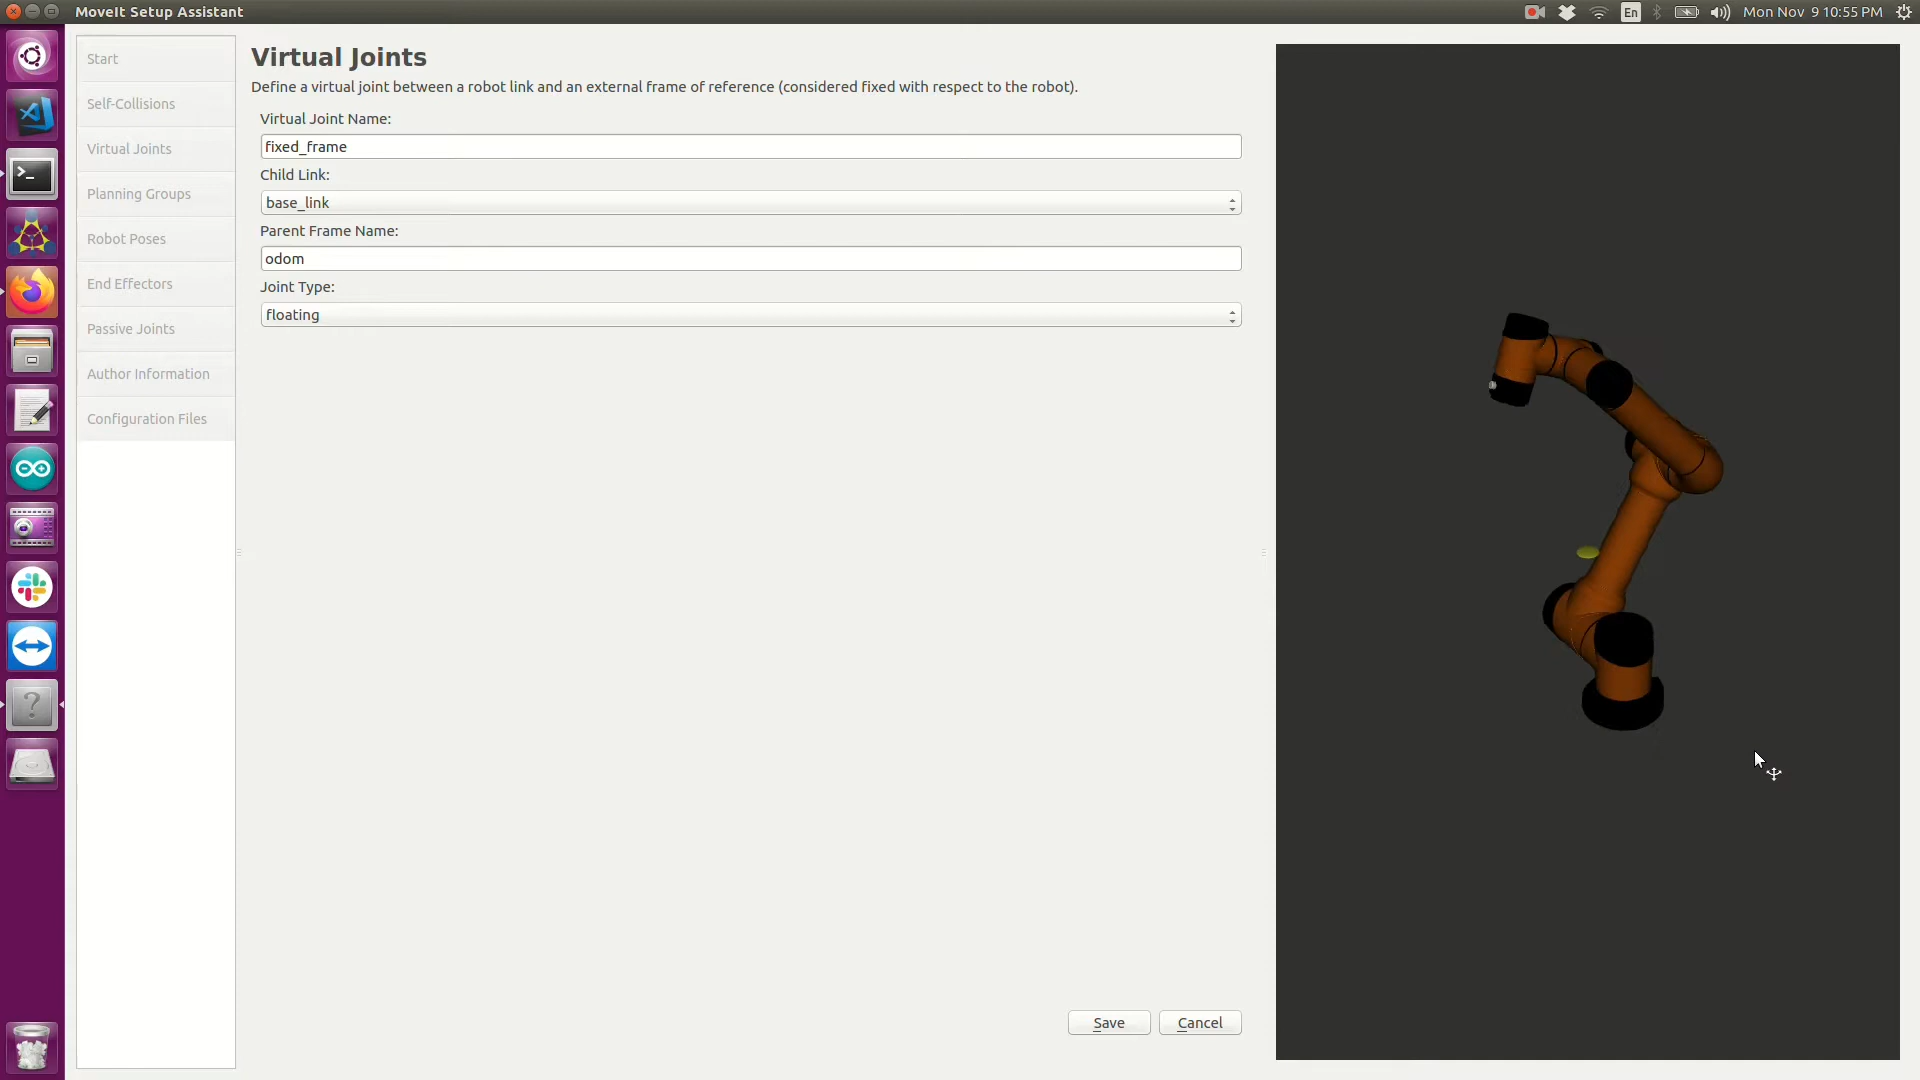 MoveIt Setup Assistant
En
Mon Nov 9 10:55 PM
Start
Self-Collisions
Virtual Joints
Planning Groups
Robot Poses
End Effectors
Passive Joints
Author Information
Configuration Files
Virtual Joints
Define a virtual joint between a robot link and an external frame of reference (considered fixed with respect to the robot).
Virtual Joint Name:
fixed_frame
Child Link:
base_link
Parent Frame Name:
odom
Joint Type:
floating
Save
Cancel